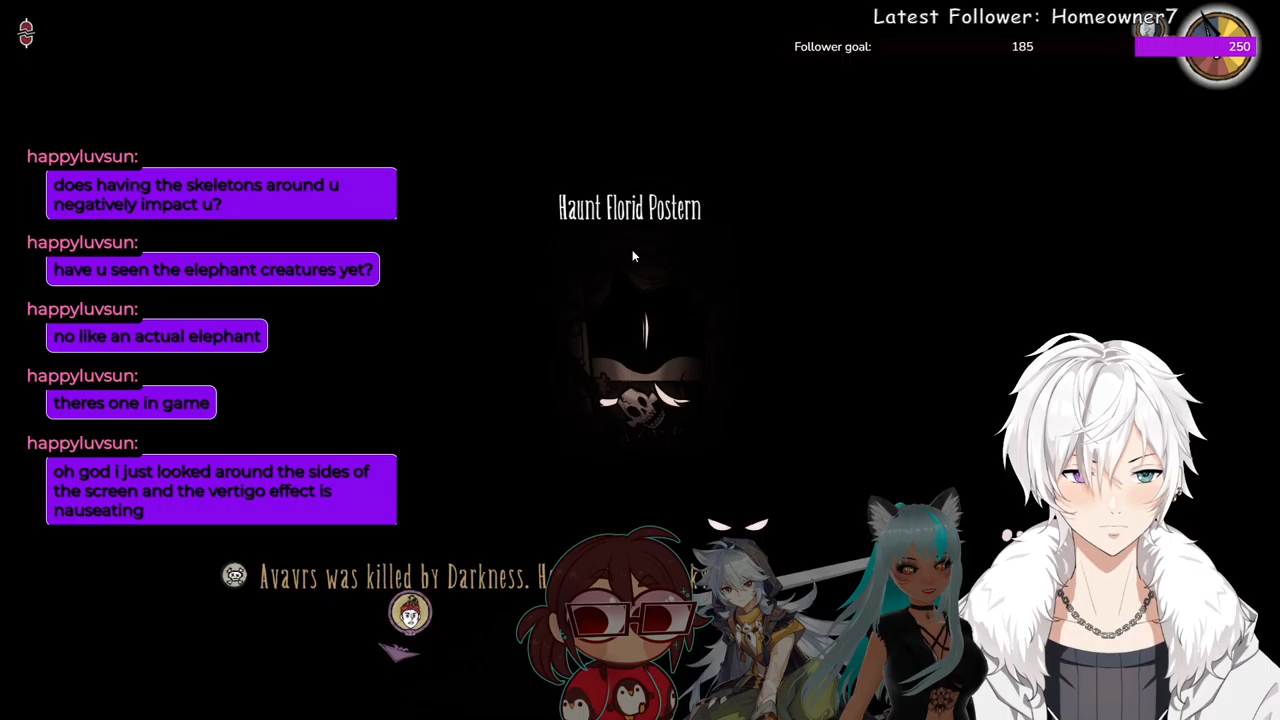 Latest Follower: Homeowner7
Follower goal:
185
250
happyluvsun:
does having the skeletons around u
negatively impact u?
happyluvsun:
have u seen the elephant creatures yet?
happyluvsun:
no like an actual elephant
happyluvsun:
theres one in game
happyluvsun:
oh god i just looked around the sides of
the screen and the vertigo effect is
nauseating
Haunt Florid Postern
Avavrs was killed by Darkness.